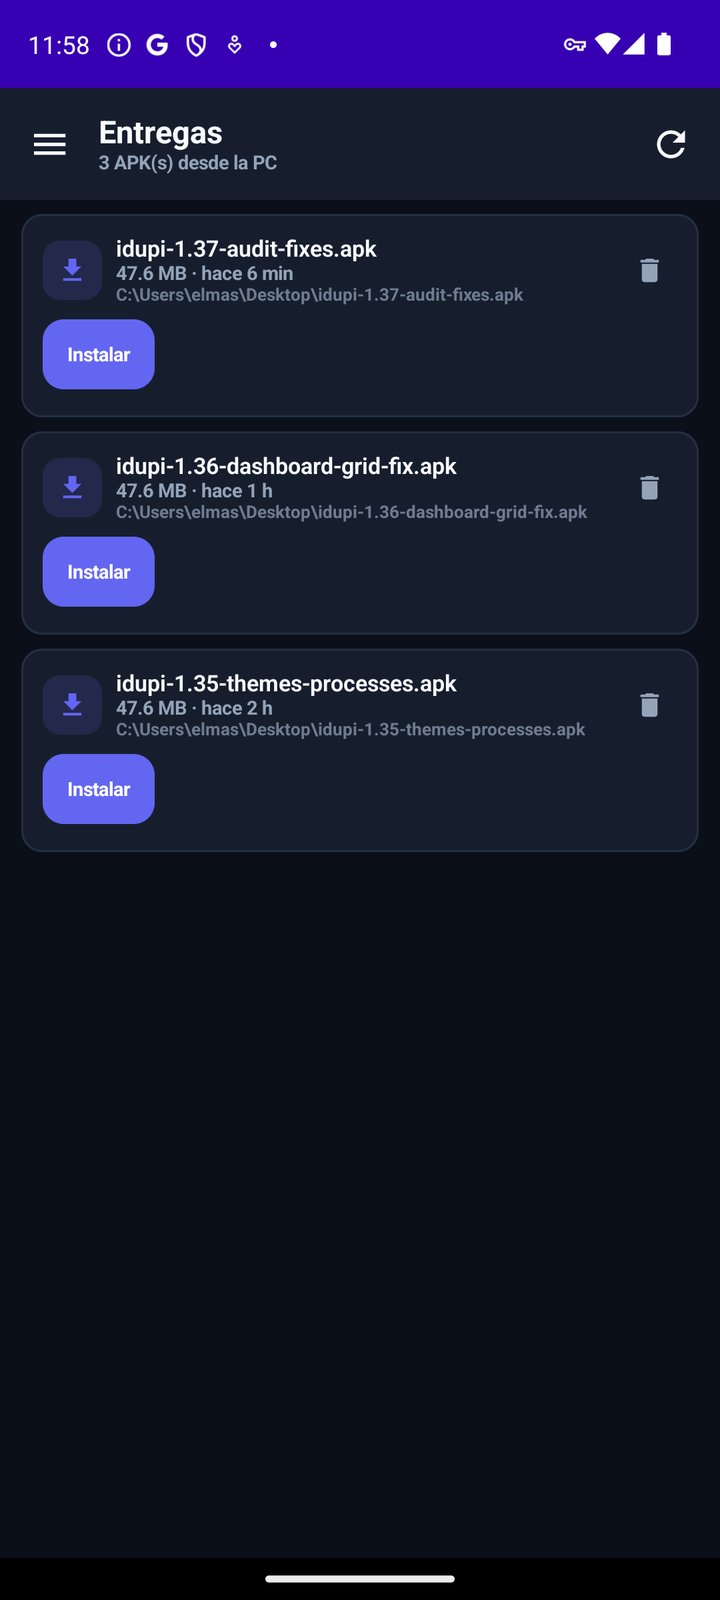 11:58
Entregas
3 APK(s) desde la PC
idupi-1.37-audit-fixes.apk
47.6 MB · hace 6 min
C:\Users\elmas\Desktop\idupi-1.37-audit-fixes.apk
Instalar
idupi-1.36-dashboard-grid-fix.apk
47.6 MB · hace 1 h
C:\Users\elmas\Desktop\idupi-1.36-dashboard-grid-fix.apk
Instalar
idupi-1.35-themes-processes.apk
47.6 MB · hace 2 h
C:\Users\elmas\Desktop\idupi-1.35-themes-processes.apk
Instalar